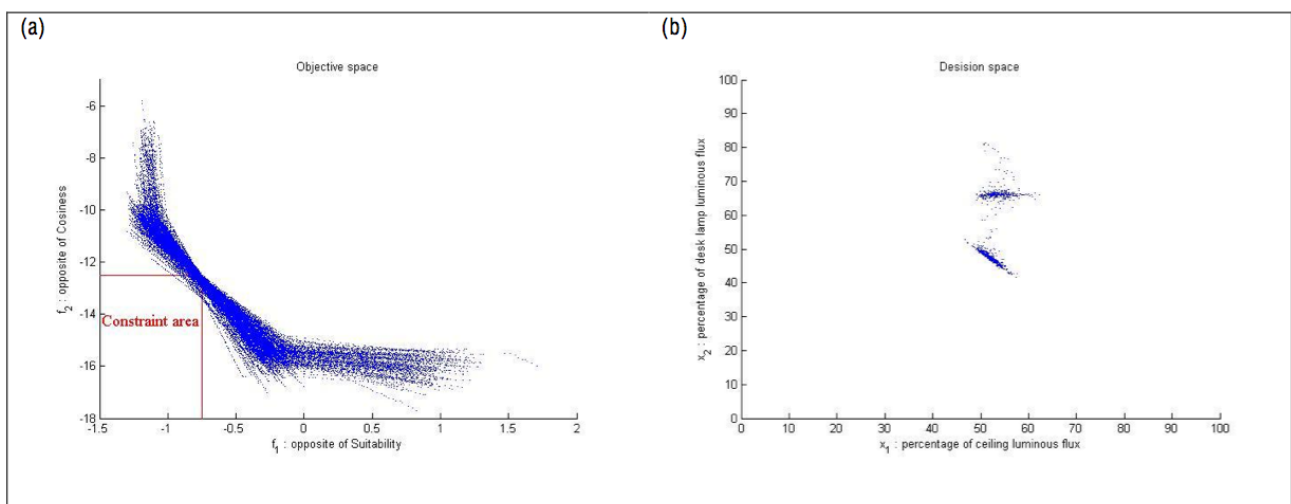 (a)
Objective space
-6
-8
-10
-12
-14
-16
-18
f2 : opposite of Cosiness
Constraint area
-1.5 -1 -0.5 0 0.5 1 1.5 2
f1 : opposite of Suitability
(b)
Desision space
100
90
80
70
60
50
40
30
20
10
0
x2 : percentage of desk lamp luminous flux
0 10 20 30 40 50 60 70 80 90 100
x1 : percentage of ceiling luminous flux